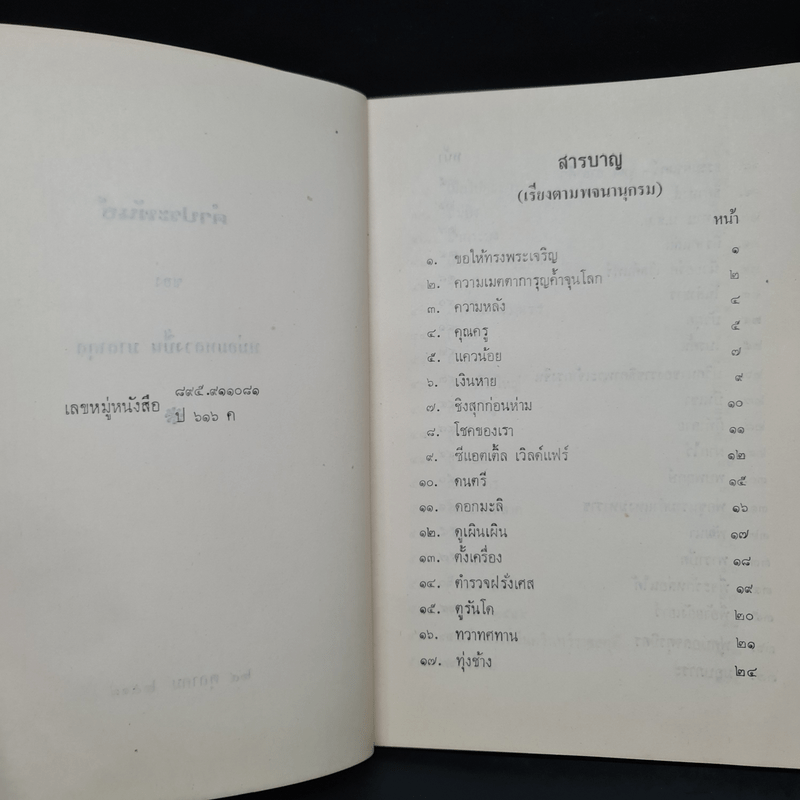 เลขหมู่หนังสือ ๘๙๕.๙๑๑๐๘๑
ป ๖๑๖ ค
สารบาญ
(เรียงตามพจนานุกรม)
หน้า
๑. ขอให้ทรงพระเจริญ ๑
๒. ความเมตตาการุญค้ำจุนโลก ๒
๓. ความหลัง ๔
๔. คุณครู ๕
๕. แควน้อย ๗
๖. เงินหาย ๙
๗. ชิงสุกก่อนห่าม ๑๐
๘. โชคของเรา ๑๑
๙. ซีแอตเติ้ล เวิลด์แฟร์ ๑๒
๑๐. ดนตรี ๑๕
๑๑. ดอกมะลิ ๑๖
๑๒. ดูเผินเผิน ๑๗
๑๓. ตั้งเครื่อง ๑๘
๑๔. ตำรวจฝรั่งเศส ๑๙
๑๕. ตูรันโด ๒๐
๑๖. ทวาทศทาน ๒๑
๑๗. ทุ่งช้าง ๒๔